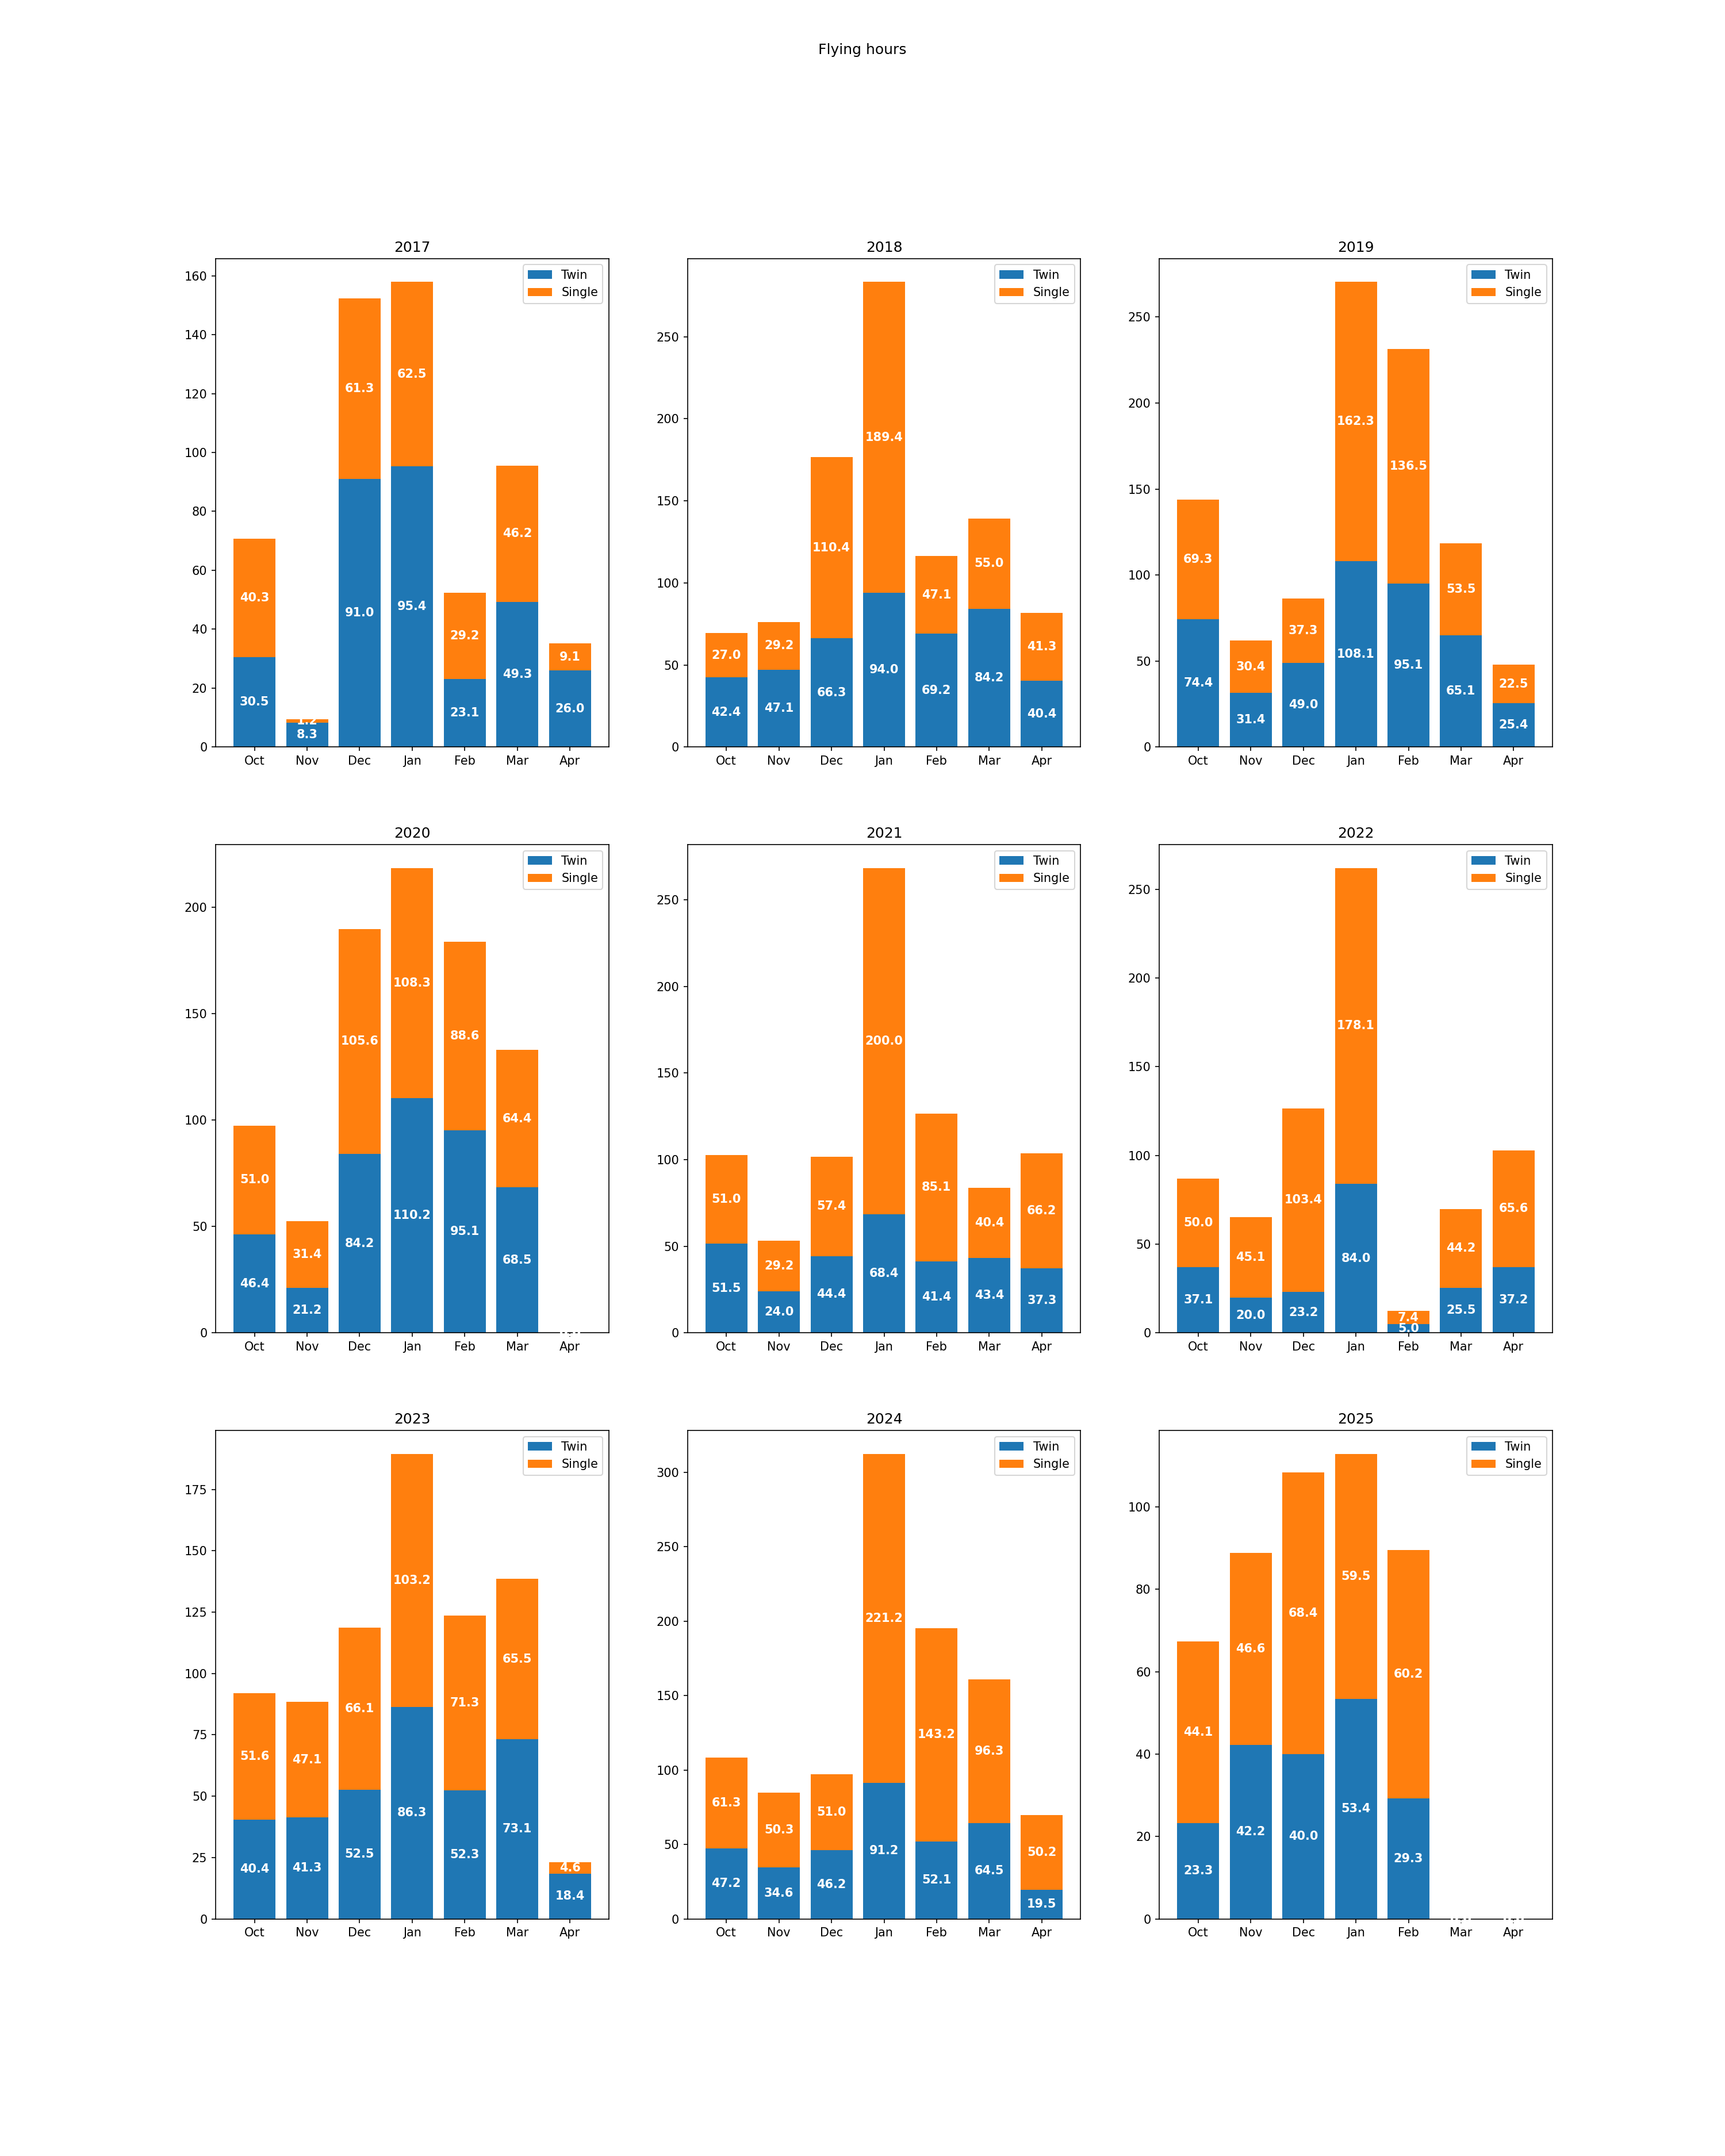 Flying hours
2017 2018 2019
Twin
Single
160
140
120
100
80
60
40
20
0
61.3 62.5
40.3 46.2
91.0 95.4
29.2
30.5 49.3 9.1
1.2 23.1 26.0
8.3
Oct Nov Dec Jan Feb Mar Apr
Twin
Single
250
200
150
100
50
0
189.4
110.4
27.0 29.2 47.1 55.0 41.3
42.4 47.1 66.3 94.0 69.2 84.2 40.4
Oct Nov Dec Jan Feb Mar Apr
Twin
Single
250
200
150
100
50
0
162.3
136.5
69.3 30.4 37.3 53.5 22.5
74.4 31.4 49.0 108.1 95.1 65.1 25.4
Oct Nov Dec Jan Feb Mar Apr
2020 2021 2022
Twin
Single
200
150
100
50
0
51.0 31.4 105.6 108.3 88.6 64.4
46.4 21.2 84.2 110.2 95.1 68.5
Oct Nov Dec Jan Feb Mar Apr
Twin
Single
250
200
150
100
50
0
51.0 29.2 57.4 200.0 85.1 40.4 66.2
51.5 24.0 44.4 68.4 41.4 43.4 37.3
Oct Nov Dec Jan Feb Mar Apr
Twin
Single
250
200
150
100
50
0
50.0 45.1 103.4 178.1 7.4 44.2 65.6
37.1 20.0 23.2 84.0 5.0 25.5 37.2
Oct Nov Dec Jan Feb Mar Apr
2023 2024 2025
Twin
Single
175
150
125
100
75
50
25
0
51.6 47.1 66.1 103.2 71.3 65.5 4.6
40.4 41.3 52.5 86.3 52.3 73.1 18.4
Oct Nov Dec Jan Feb Mar Apr
Twin
Single
300
250
200
150
100
50
0
61.3 50.3 51.0 221.2 143.2 96.3 50.2
47.2 34.6 46.2 91.2 52.1 64.5 19.5
Oct Nov Dec Jan Feb Mar Apr
Twin
Single
100
80
60
40
20
0
44.1 46.6 68.4 59.5 60.2
23.3 42.2 40.0 53.4 29.3
Oct Nov Dec Jan Feb Mar Apr